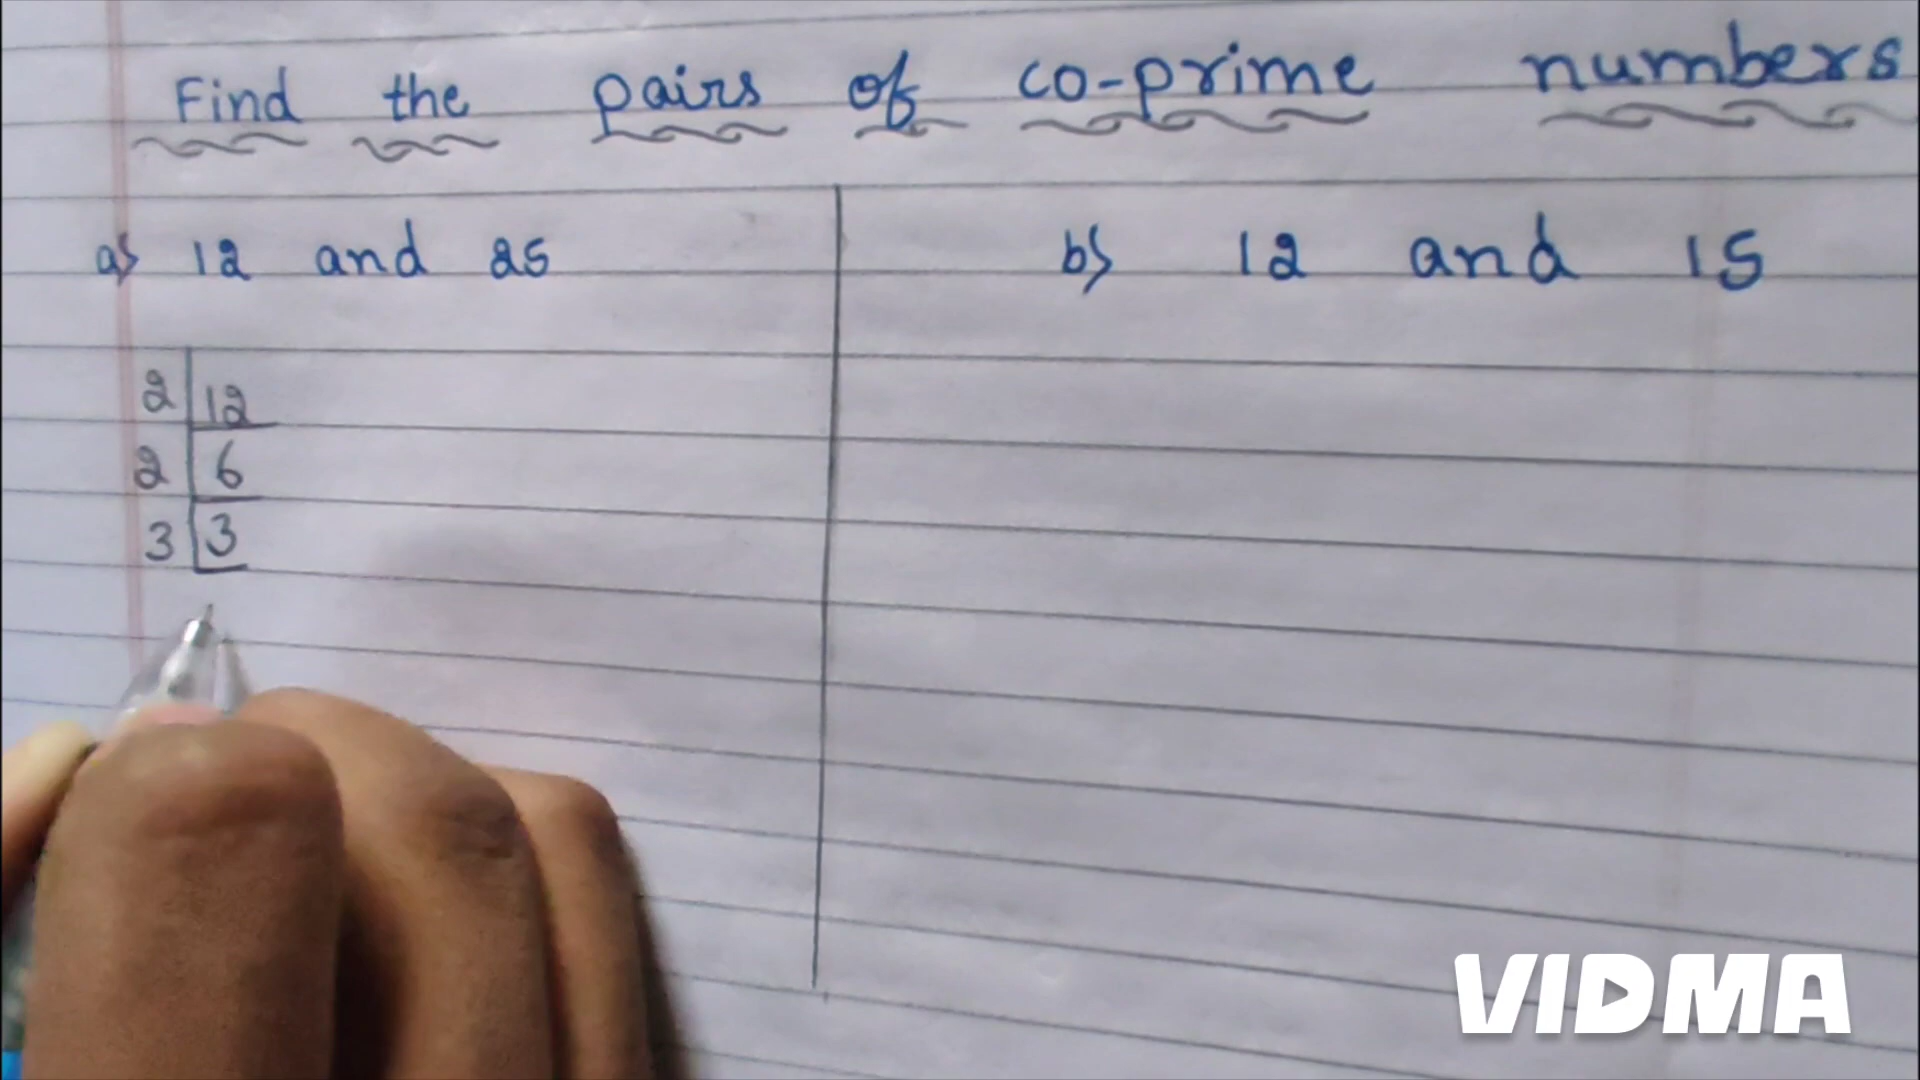 Find the pairs of co-prime numbers
a) 12 and 25
b) 12 and 15
2 | 12
2 | 6
3 | 3
VIDMA